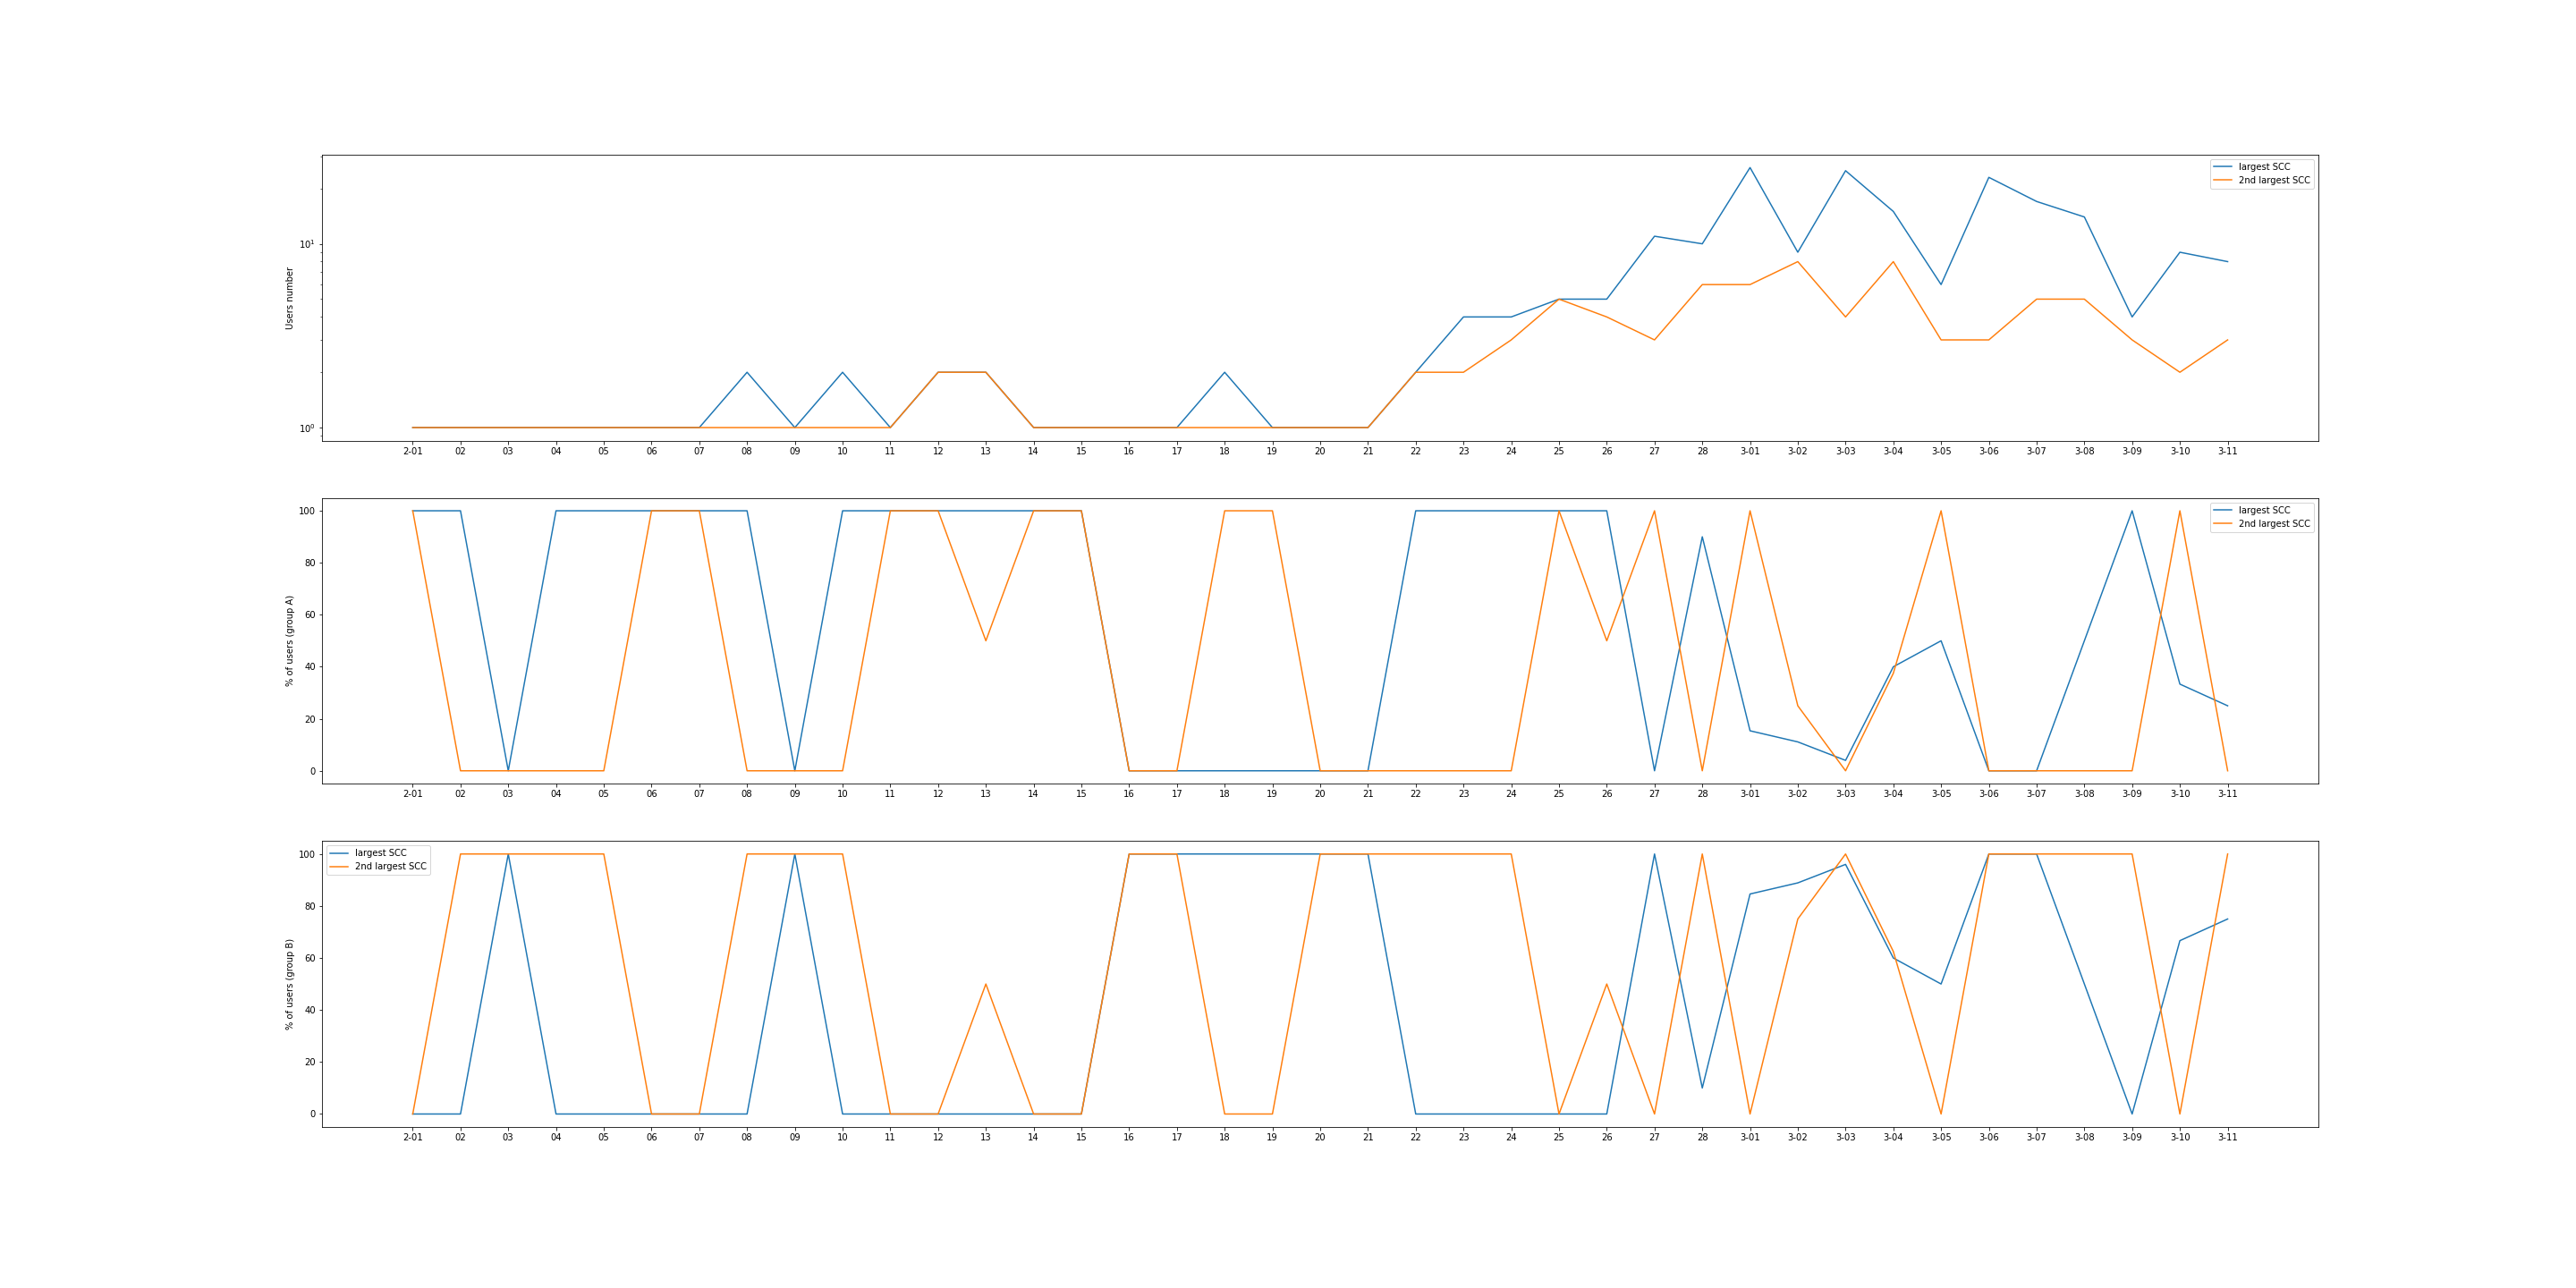 largest SCC
2nd largest SCC
Users number
10¹
10⁰
2-01 02 03 04 05 06 07 08 09 10 11 12 13 14 15 16 17 18 19 20 21 22 23 24 25 26 27 28 3-01 3-02 3-03 3-04 3-05 3-06 3-07 3-08 3-09 3-10 3-11
largest SCC
2nd largest SCC
% of users (group A)
100
80
60
40
20
0
2-01 02 03 04 05 06 07 08 09 10 11 12 13 14 15 16 17 18 19 20 21 22 23 24 25 26 27 28 3-01 3-02 3-03 3-04 3-05 3-06 3-07 3-08 3-09 3-10 3-11
largest SCC
2nd largest SCC
% of users (group B)
100
80
60
40
20
0
2-01 02 03 04 05 06 07 08 09 10 11 12 13 14 15 16 17 18 19 20 21 22 23 24 25 26 27 28 3-01 3-02 3-03 3-04 3-05 3-06 3-07 3-08 3-09 3-10 3-11